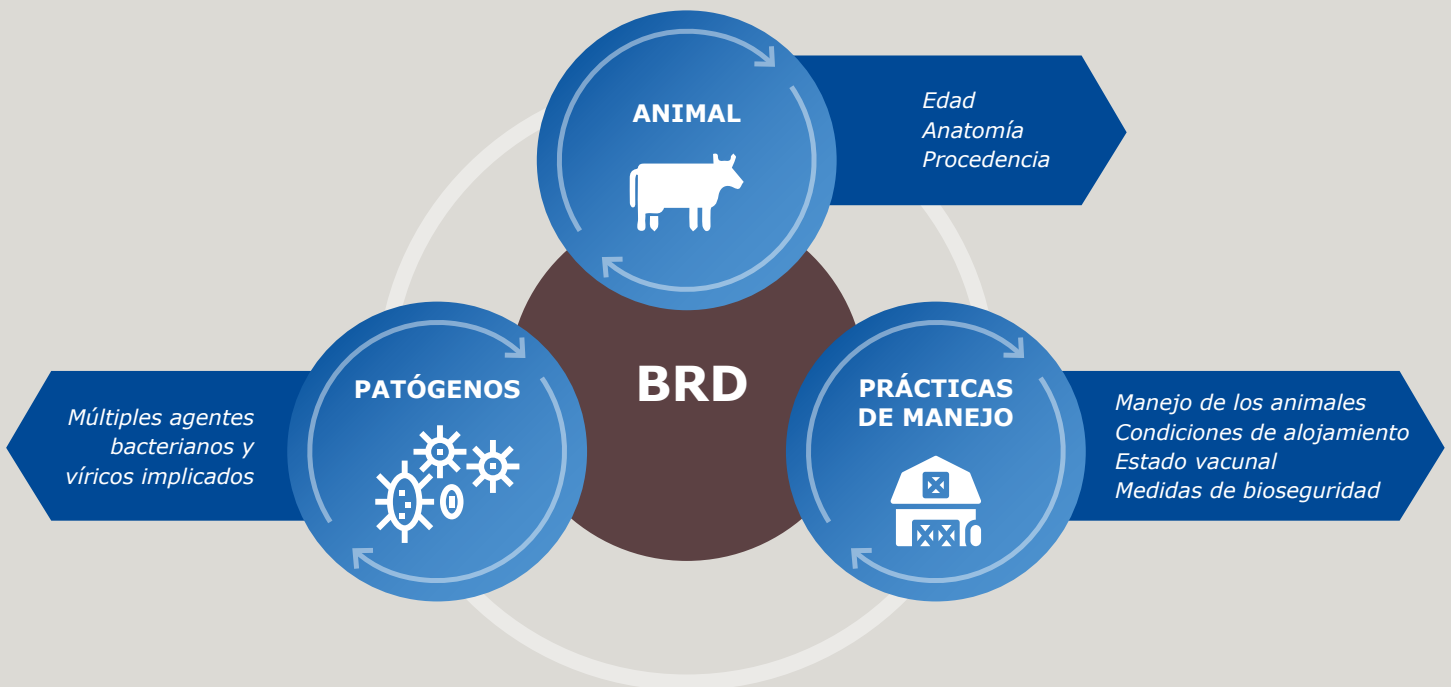 ANIMAL
Edad
Anatomía
Procedencia
BRD
PATÓGENOS
Múltiples agentes
bacterianos y
víricos implicados
PRÁCTICAS
DE MANEJO
Manejo de los animales
Condiciones de alojamiento
Estado vacunal
Medidas de bioseguridad